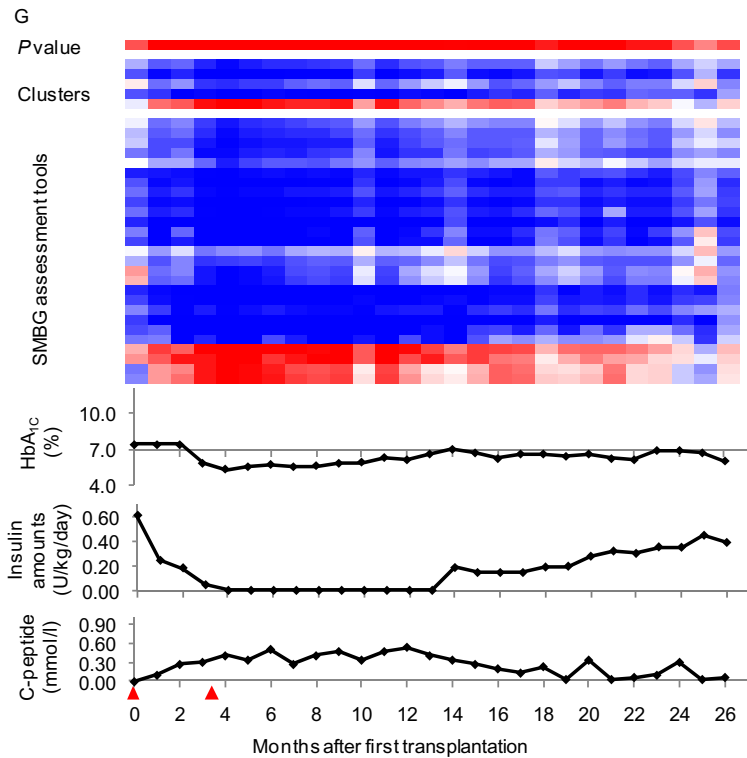 G
P value
Clusters
SMBG assessment tools
HbA1C
(%)
10.0
7.0
4.0
Insulin
amounts
(U/kg/day)
0.60
0.40
0.20
0.00
C-peptide
(mmol/l)
0.90
0.60
0.30
0.00
0 2 4 6 8 10 12 14 16 18 20 22 24 26
Months after first transplantation